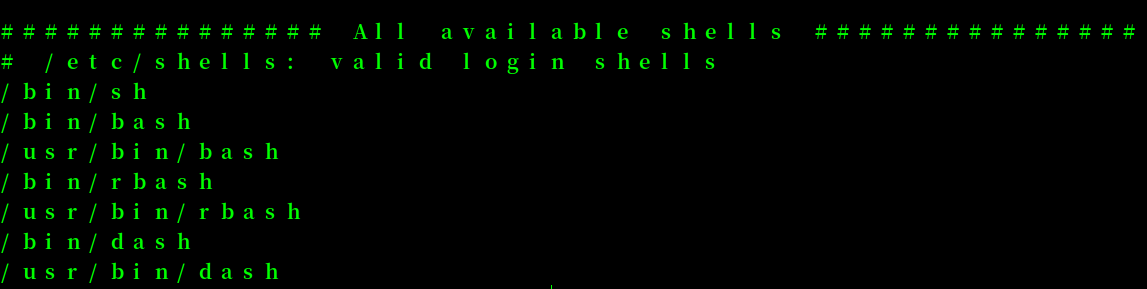 ############### All available shells ###############
# /etc/shells: valid login shells
/bin/sh
/bin/bash
/usr/bin/bash
/bin/rbash
/usr/bin/rbash
/bin/dash
/usr/bin/dash